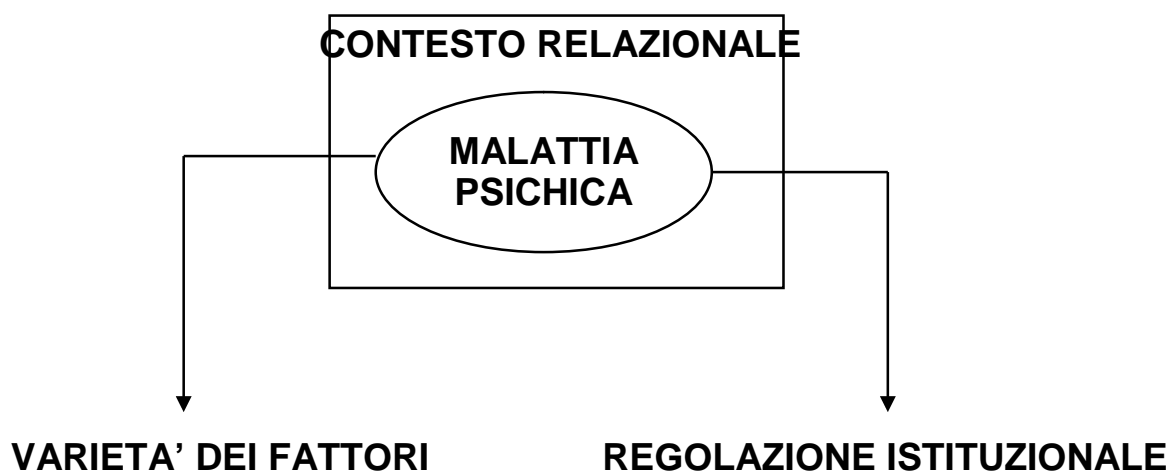 CONTESTO RELAZIONALE
MALATTIA
PSICHICA
VARIETA’ DEI FATTORI
REGOLAZIONE ISTITUZIONALE